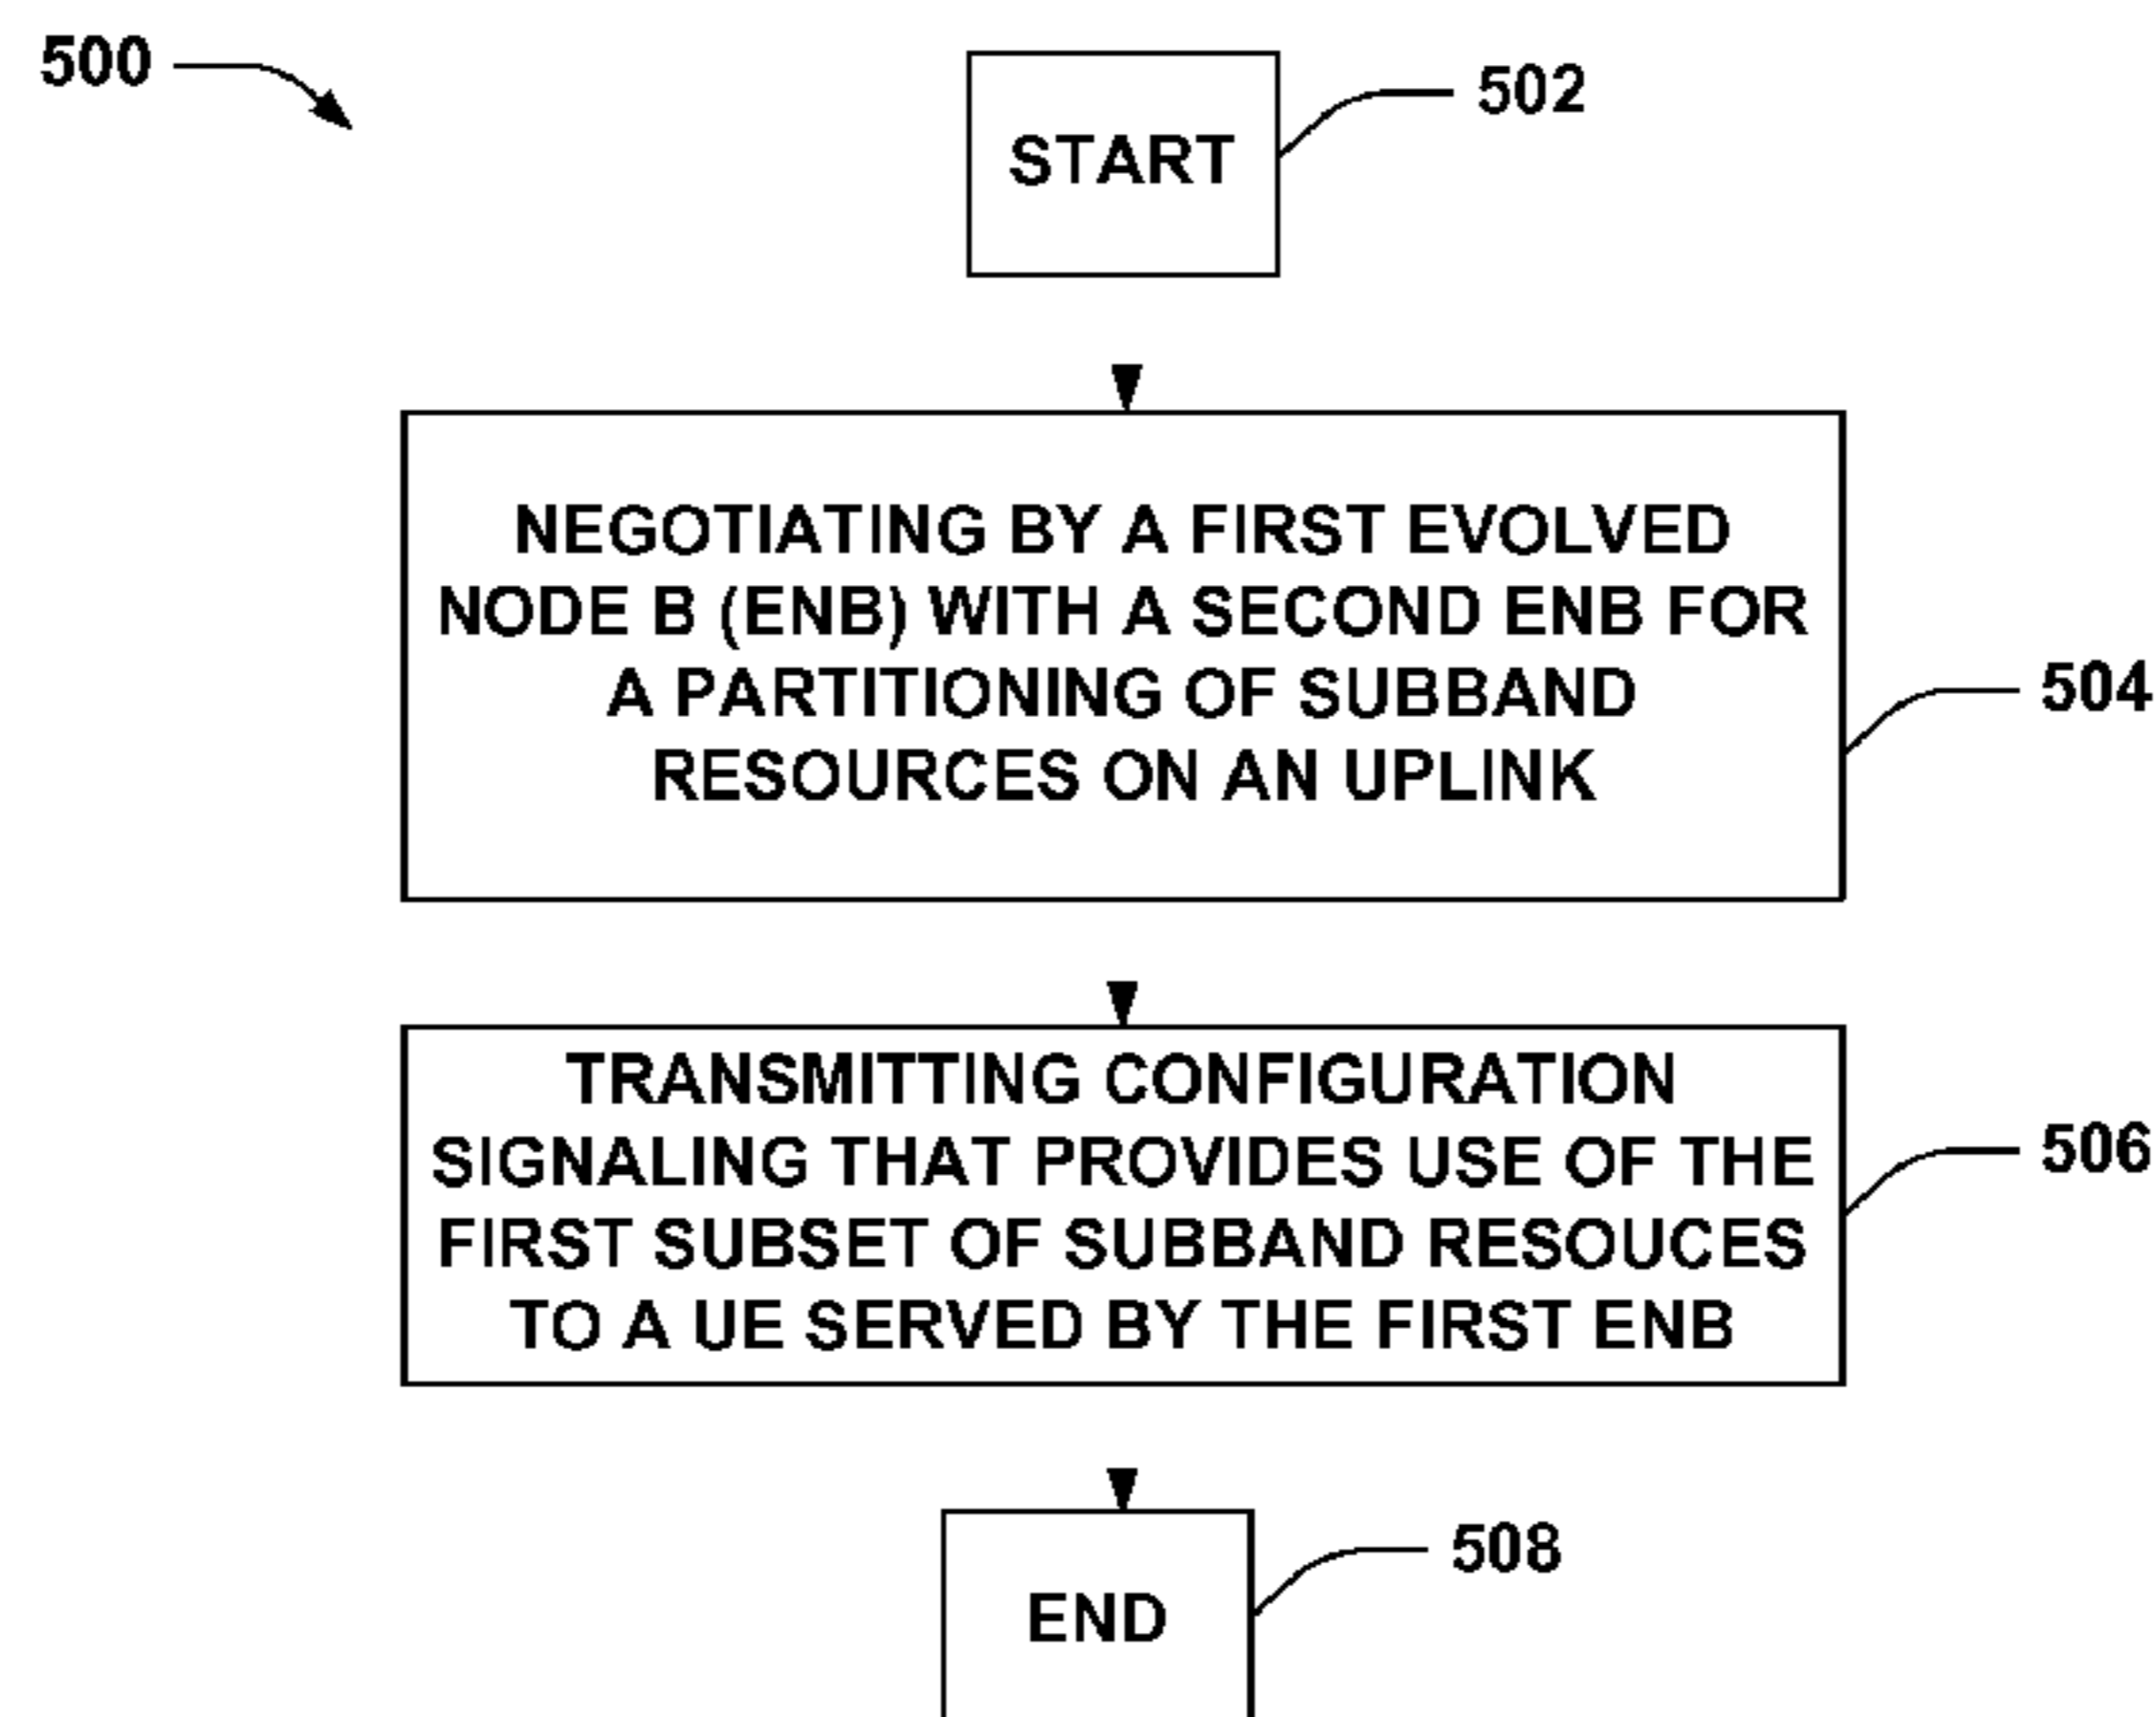 500
START
502
NEGOTIATING BY A FIRST EVOLVED
NODE B (ENB) WITH A SECOND ENB FOR
A PARTITIONING OF SUBBAND
RESOURCES ON AN UPLINK
504
TRANSMITTING CONFIGURATION
SIGNALING THAT PROVIDES USE OF THE
FIRST SUBSET OF SUBBAND RESOUCES
TO A UE SERVED BY THE FIRST ENB
506
END
508